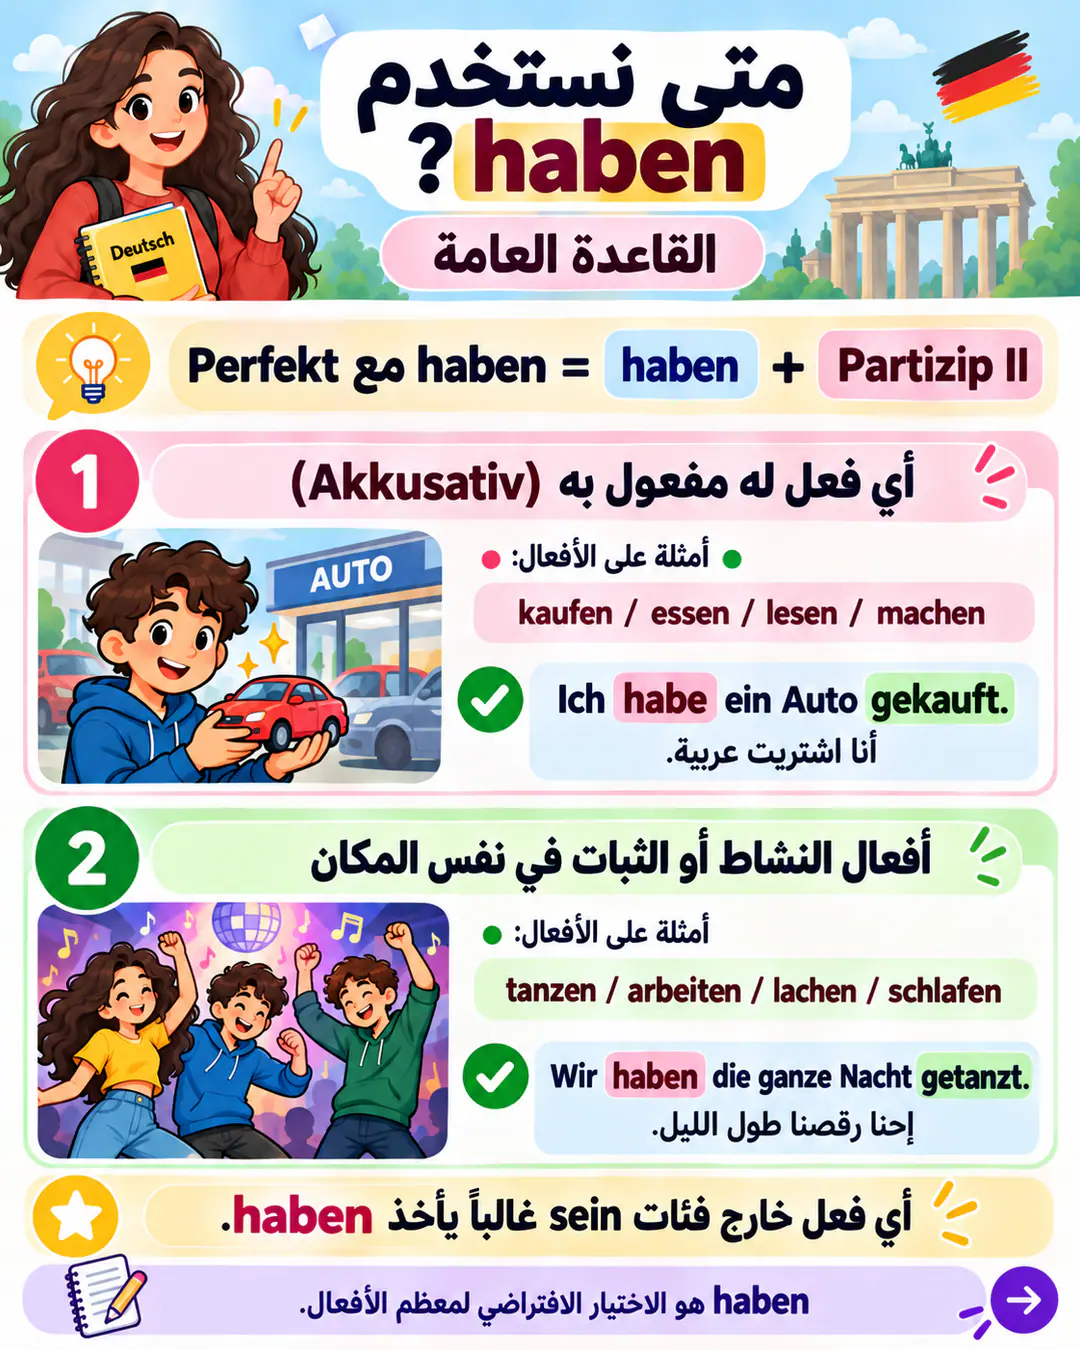 متى نستخدم
haben؟
القاعدة العامة
Deutsch
Perfekt مع haben = haben + Partizip II
1
أي فعل له مفعول به (Akkusativ)
AUTO
أمثلة على الأفعال:
kaufen / essen / lesen / machen
Ich habe ein Auto gekauft.
أنا اشتريت عربية.
2
أفعال النشاط أو الثبات في نفس المكان
أمثلة على الأفعال:
tanzen / arbeiten / lachen / schlafen
Wir haben die ganze Nacht getanzt.
إحنا رقصنا طول الليل.
أي فعل خارج فئات sein غالباً يأخذ haben.
haben هو الاختيار الافتراضي لمعظم الأفعال.